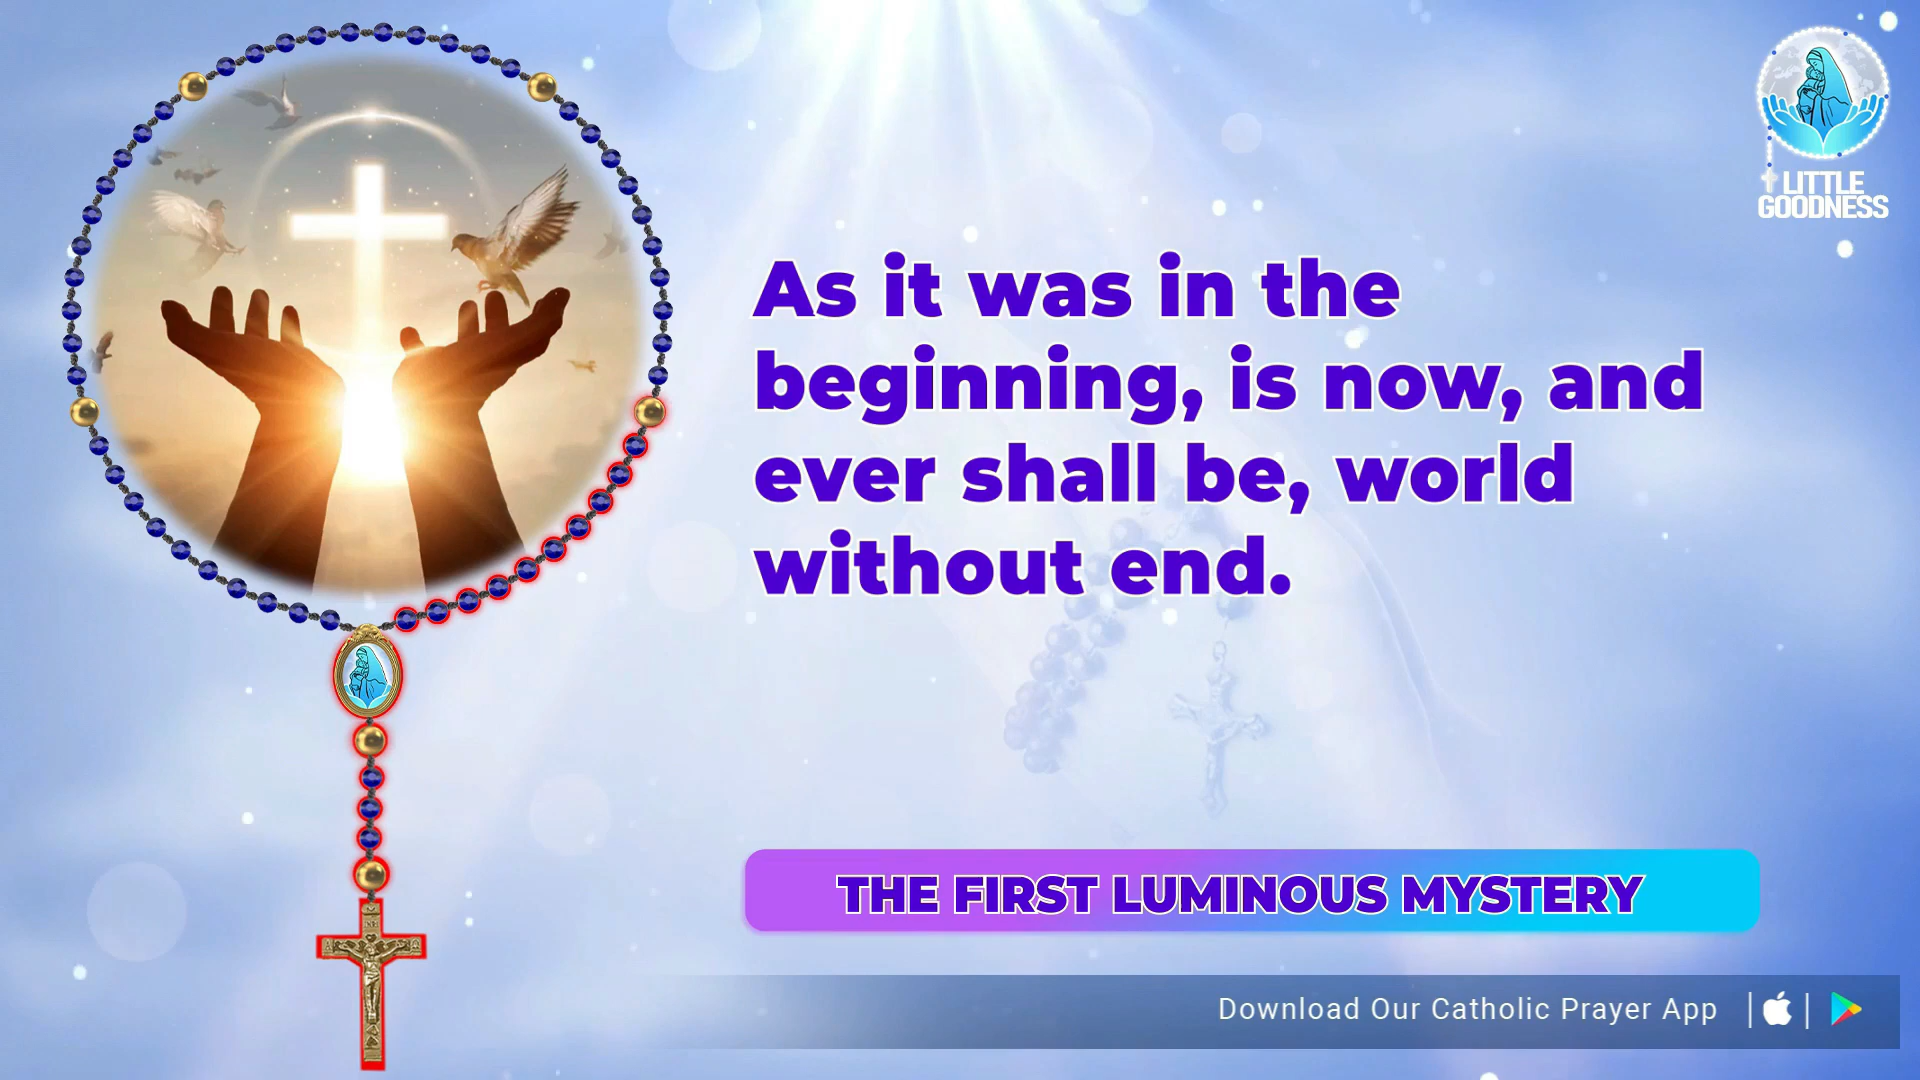 LITTLE
GOODNESS
As it was in the
beginning, is now, and
ever shall be, world
without end.
THE FIRST LUMINOUS MYSTERY
Download Our Catholic Prayer App